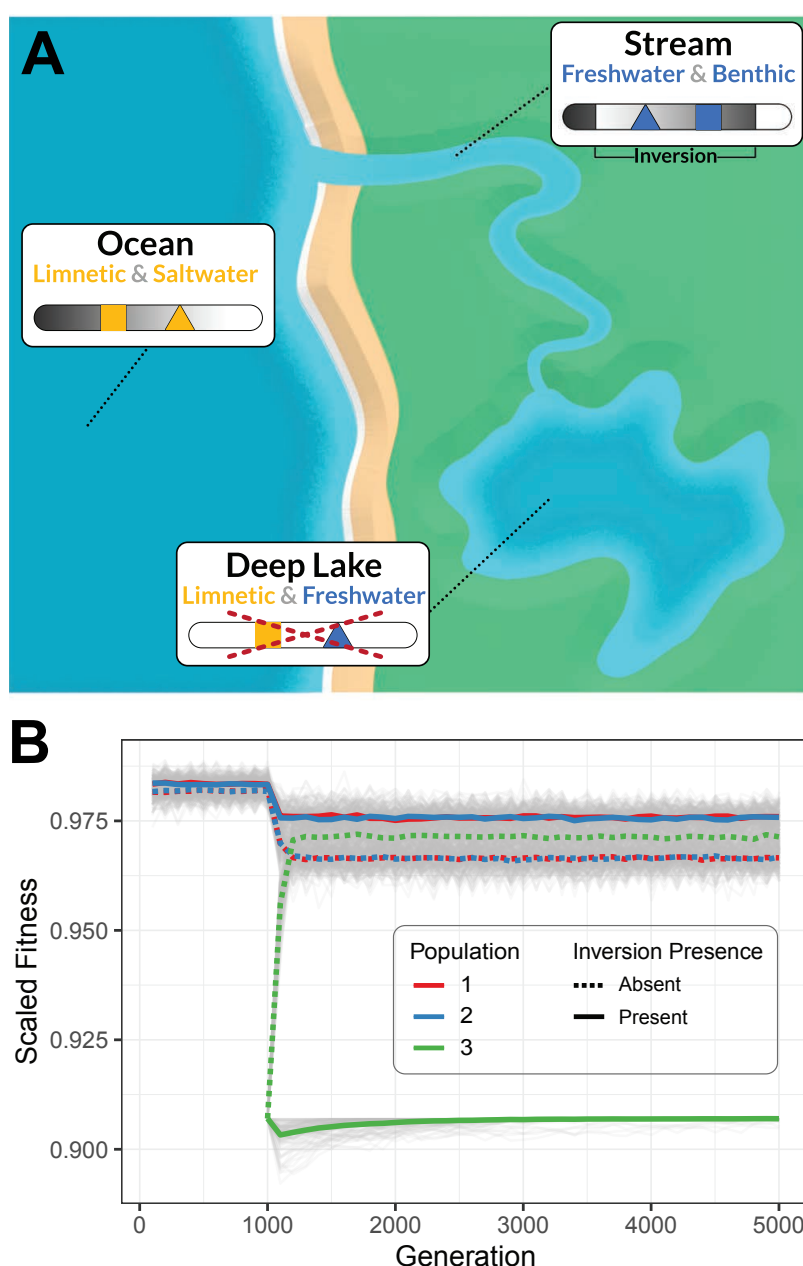 A
Stream
Freshwater & Benthic
Inversion
Ocean
Limnetic & Saltwater
Deep Lake
Limnetic & Freshwater
B
Scaled Fitness
0.975
0.950
0.925
0.900
Population
1
2
3
Inversion Presence
Absent
Present
0
1000
2000
3000
4000
5000
Generation